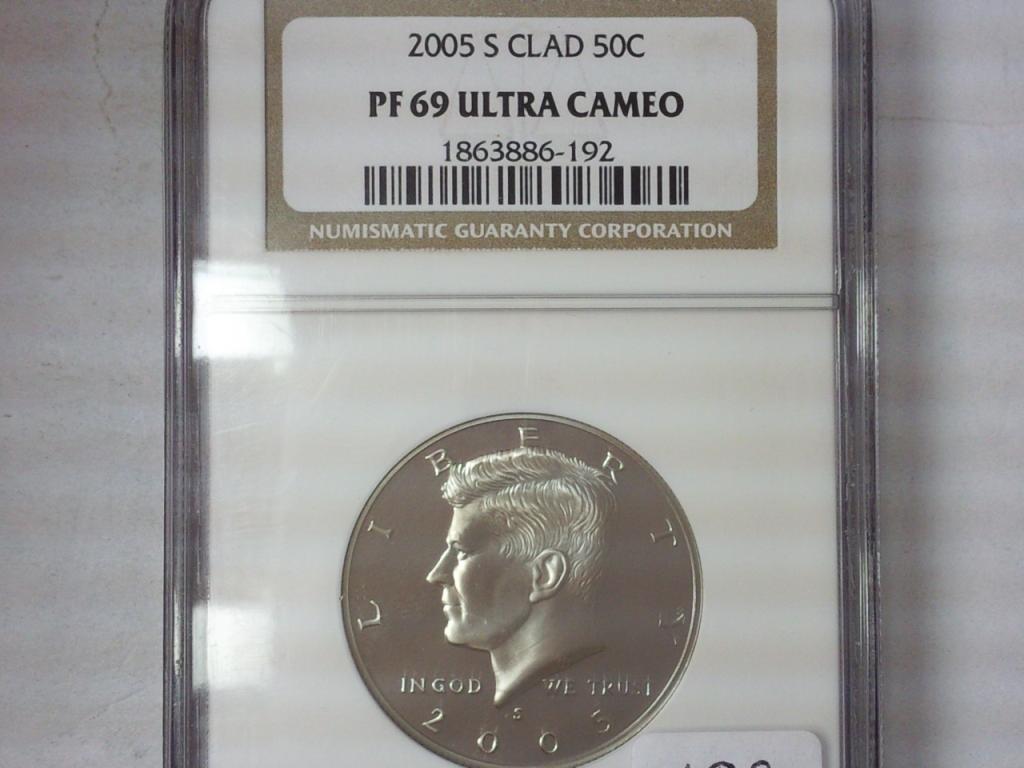 2005 S CLAD 50C
PF 69 ULTRA CAMEO
1863886-192
NUMISMATIC GUARANTY CORPORATION
LIBERTY
IN GOD WE TRUST
S
2005